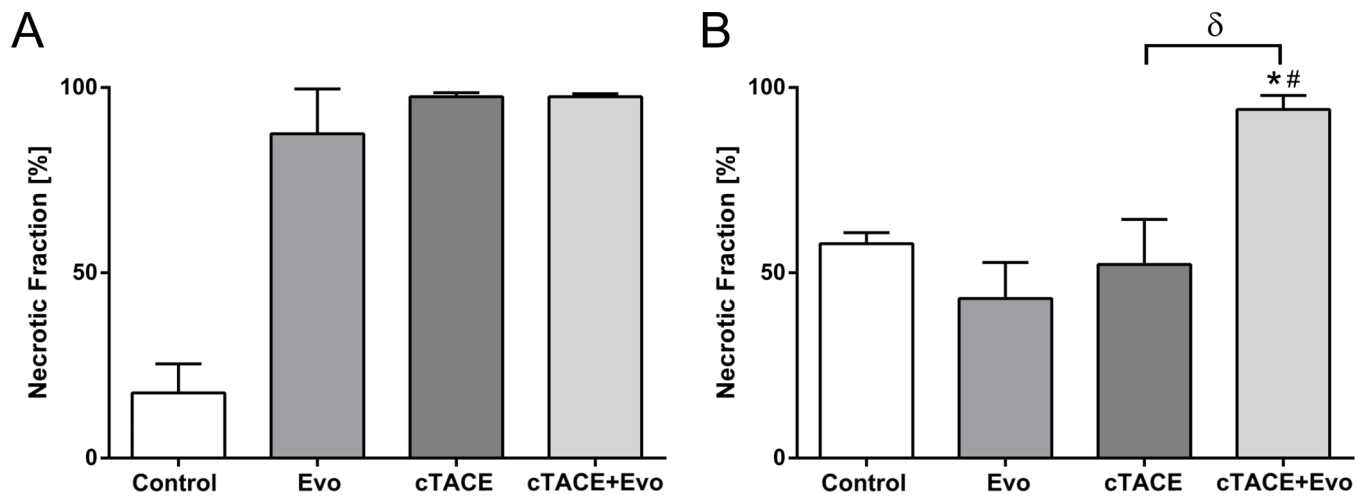 A
Necrotic Fraction [%]
100
50
0
Control Evo cTACE cTACE+Evo
B
δ
*#
Necrotic Fraction [%]
100
50
0
Control Evo cTACE cTACE+Evo